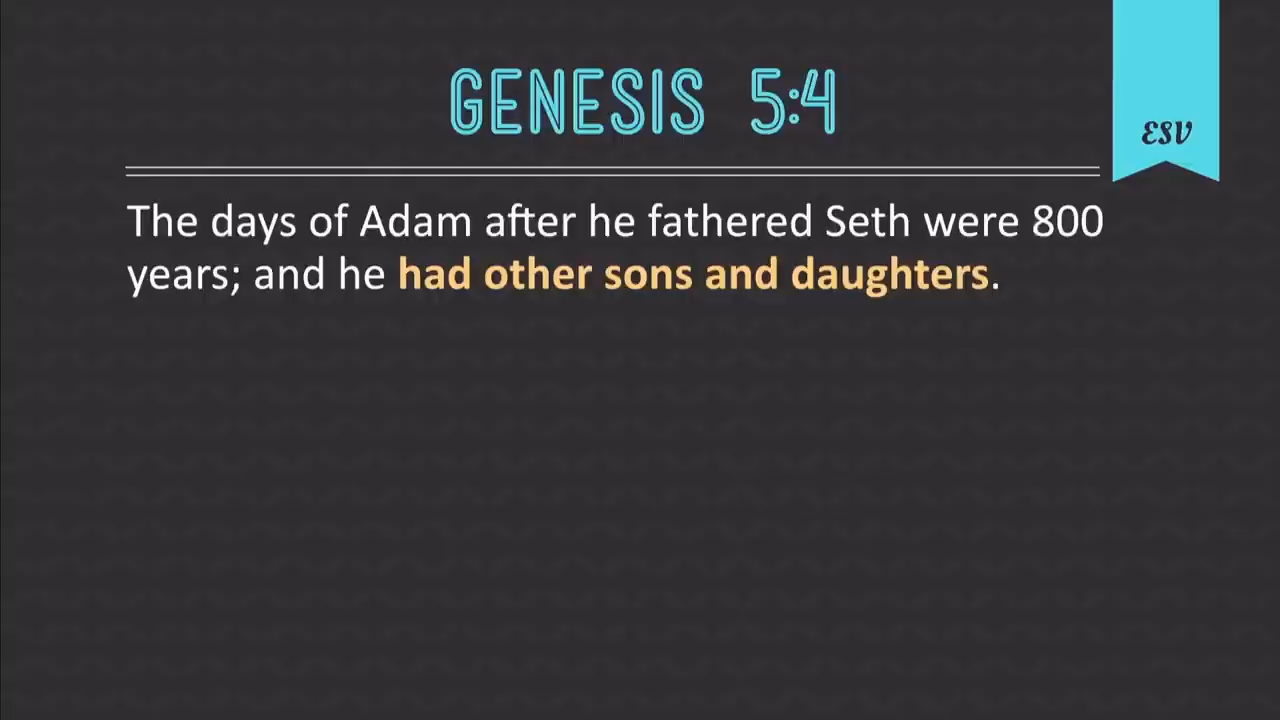 GENESIS 5:4
ESV
The days of Adam after he fathered Seth were 800
years; and he had other sons and daughters.